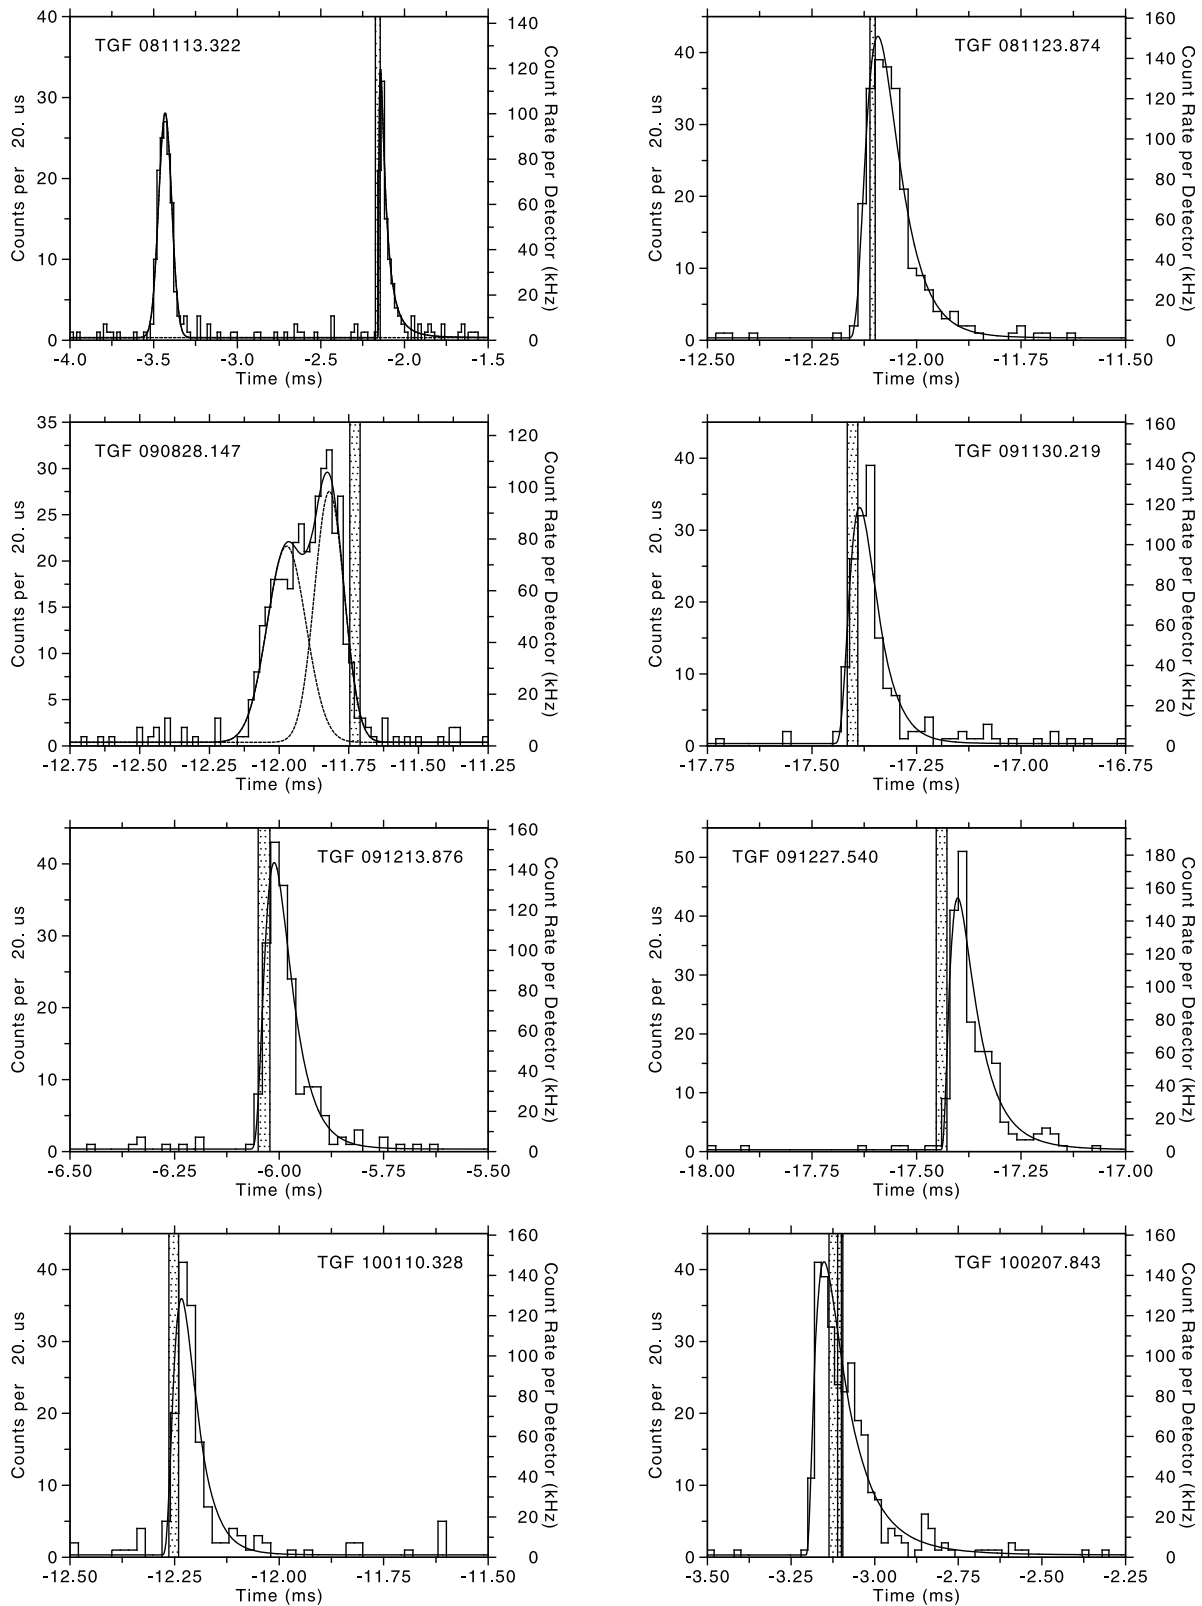 TGF 081113.322
Counts per 20. us
40
30
20
10
0
140
120
100
80
60
40
20
0
Count Rate per Detector (kHz)
-4.0 -3.5 -3.0 -2.5 -2.0 -1.5
Time (ms)
TGF 081123.874
Counts per 20. us
40
30
20
10
0
160
140
120
100
80
60
40
20
0
Count Rate per Detector (kHz)
-12.50 -12.25 -12.00 -11.75 -11.50
Time (ms)
TGF 090828.147
Counts per 20. us
35
30
25
20
15
10
5
0
120
100
80
60
40
20
0
Count Rate per Detector (kHz)
-12.75 -12.50 -12.25 -12.00 -11.75 -11.50 -11.25
Time (ms)
TGF 091130.219
Counts per 20. us
40
30
20
10
0
160
140
120
100
80
60
40
20
0
Count Rate per Detector (kHz)
-17.75 -17.50 -17.25 -17.00 -16.75
Time (ms)
TGF 091213.876
Counts per 20. us
40
30
20
10
0
160
140
120
100
80
60
40
20
0
Count Rate per Detector (kHz)
-6.50 -6.25 -6.00 -5.75 -5.50
Time (ms)
TGF 091227.540
Counts per 20. us
50
40
30
20
10
0
180
160
140
120
100
80
60
40
20
0
Count Rate per Detector (kHz)
-18.00 -17.75 -17.50 -17.25 -17.00
Time (ms)
TGF 100110.328
Counts per 20. us
40
30
20
10
0
160
140
120
100
80
60
40
20
0
Count Rate per Detector (kHz)
-12.50 -12.25 -12.00 -11.75 -11.50
Time (ms)
TGF 100207.843
Counts per 20. us
40
30
20
10
0
160
140
120
100
80
60
40
20
0
Count Rate per Detector (kHz)
-3.50 -3.25 -3.00 -2.75 -2.50 -2.25
Time (ms)